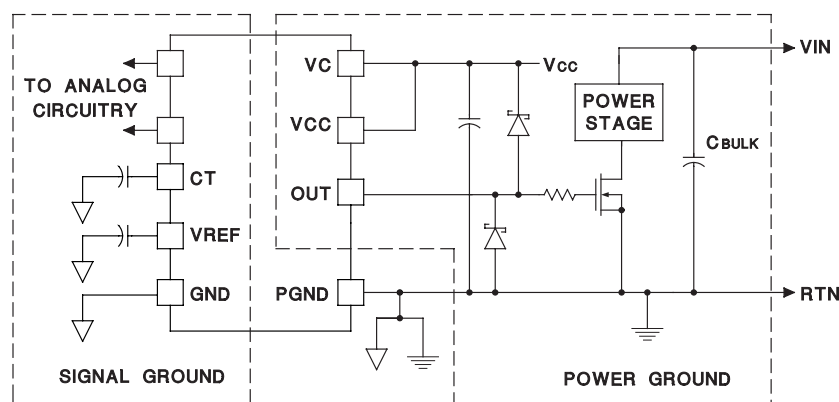 VC
VCC
VIN
TO ANALOG
CIRCUITRY
POWER
STAGE
VCC
CBULK
CT
OUT
VREF
GND
PGND
RTN
SIGNAL GROUND
POWER GROUND